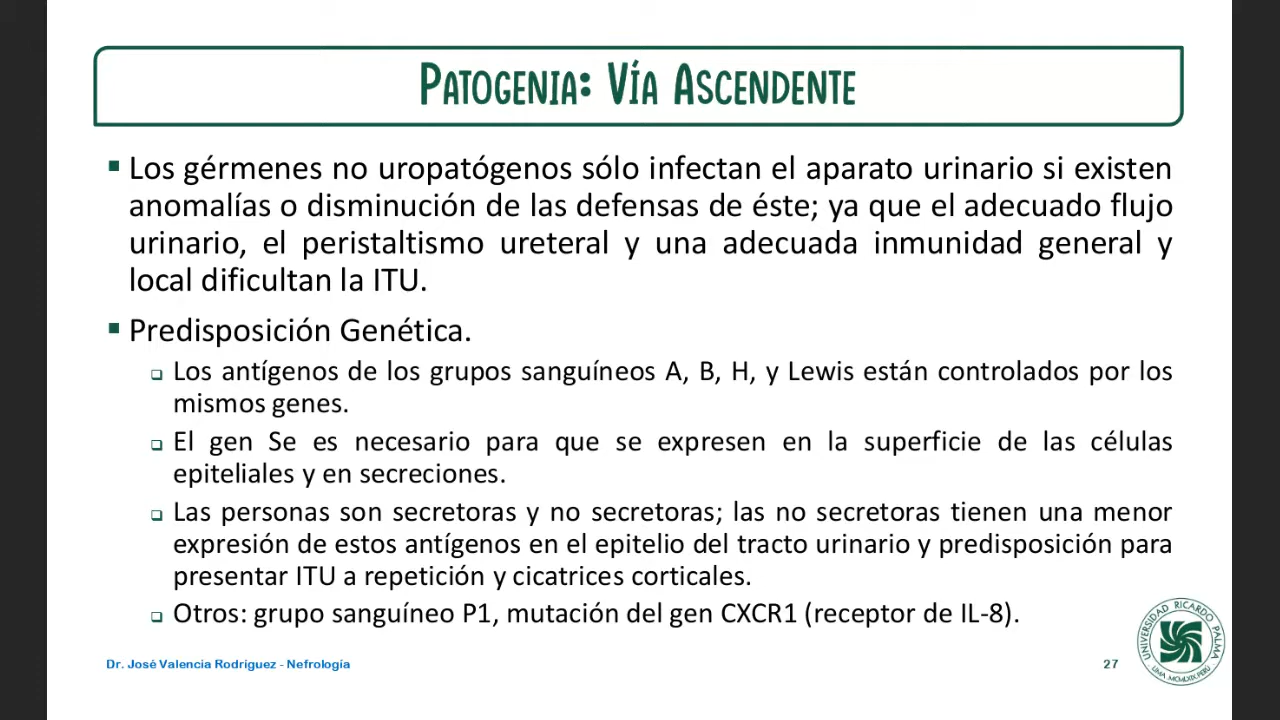 Patogenia: Vía Ascendente
▪ Los gérmenes no uropatógenos sólo infectan el aparato urinario si existen
anomalías o disminución de las defensas de éste; ya que el adecuado flujo
urinario, el peristaltismo ureteral y una adecuada inmunidad general y
local dificultan la ITU.
▪ Predisposición Genética.
❑ Los antígenos de los grupos sanguíneos A, B, H, y Lewis están controlados por los
mismos genes.
❑ El gen Se es necesario para que se expresen en la superficie de las células
epiteliales y en secreciones.
❑ Las personas son secretoras y no secretoras; las no secretoras tienen una menor
expresión de estos antígenos en el epitelio del tracto urinario y predisposición para
presentar ITU a repetición y cicatrices corticales.
❑ Otros: grupo sanguíneo P1, mutación del gen CXCR1 (receptor de IL-8).
Dr. José Valencia Rodríguez - Nefrología
27
UNIVERSIDAD RICARDO PALMA
LIMA, MCMLXIX, PERÚ